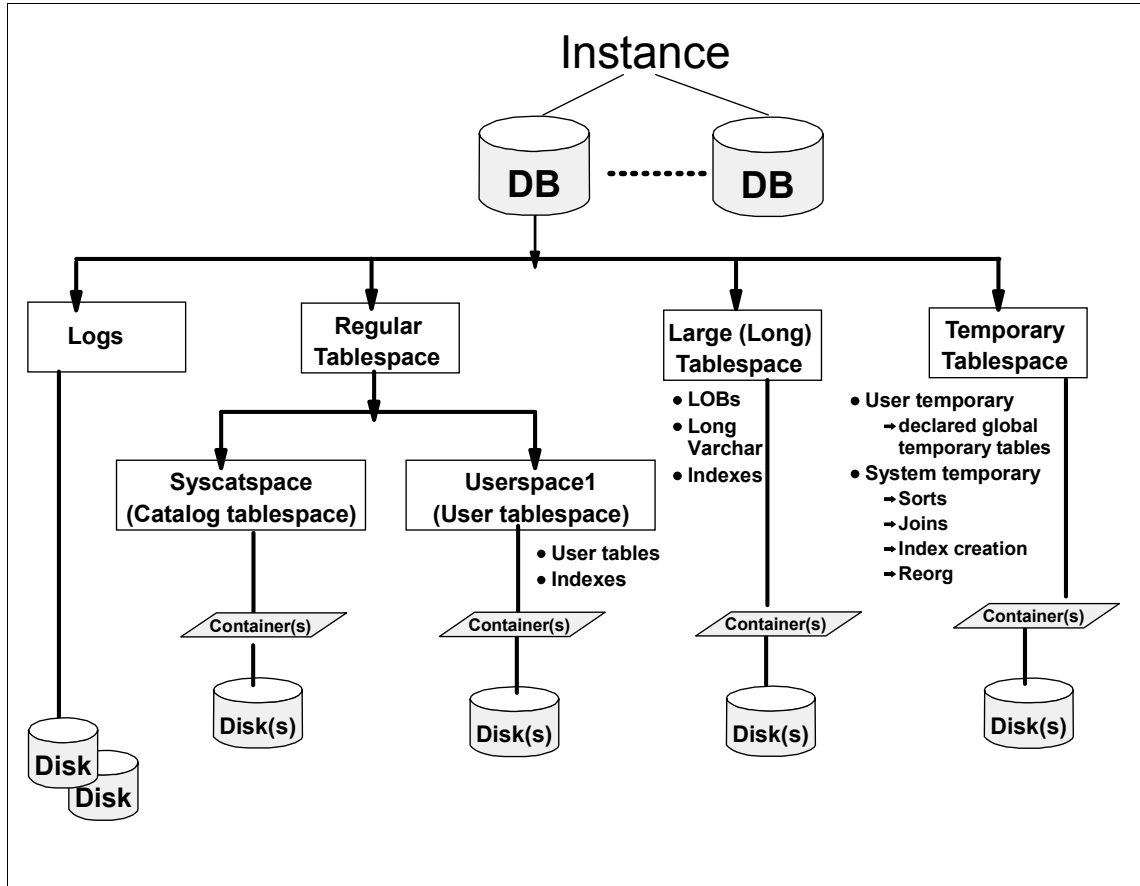 Instance
DB
DB
Logs
Regular
Tablespace
Large (Long)
Tablespace
Temporary
Tablespace
● LOBs
● Long
Varchar
● Indexes
● User temporary
➞ declared global
temporary tables
● System temporary
➞ Sorts
➞ Joins
➞ Index creation
➞ Reorg
Syscatspace
(Catalog tablespace)
Userspace1
(User tablespace)
● User tables
● Indexes
Container(s)
Container(s)
Container(s)
Container(s)
Disk(s)
Disk(s)
Disk(s)
Disk(s)
Disk
Disk